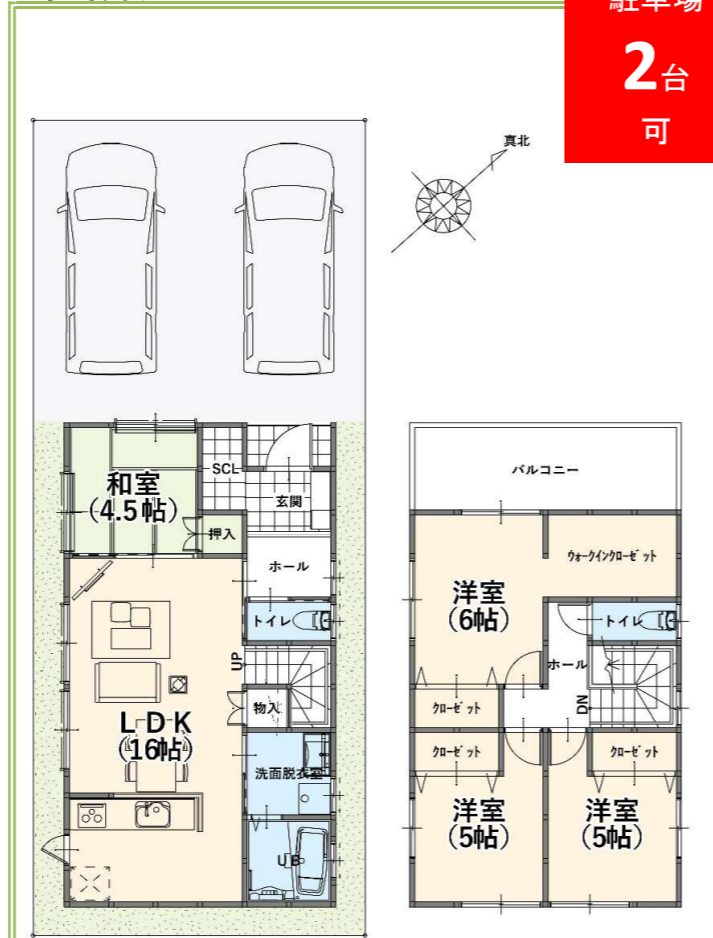 駐車場
2台
可
真北
和室
(4.5帖)
SCL
玄関
押入
ホール
トイレ
UP
物入
LDK
(16帖)
洗面脱衣室
UB
バルコニー
洋室
(6帖)
ウォークインクローゼット
トイレ
ホール
DN
クローゼット
クローゼット
クローゼット
洋室
(5帖)
洋室
(5帖)